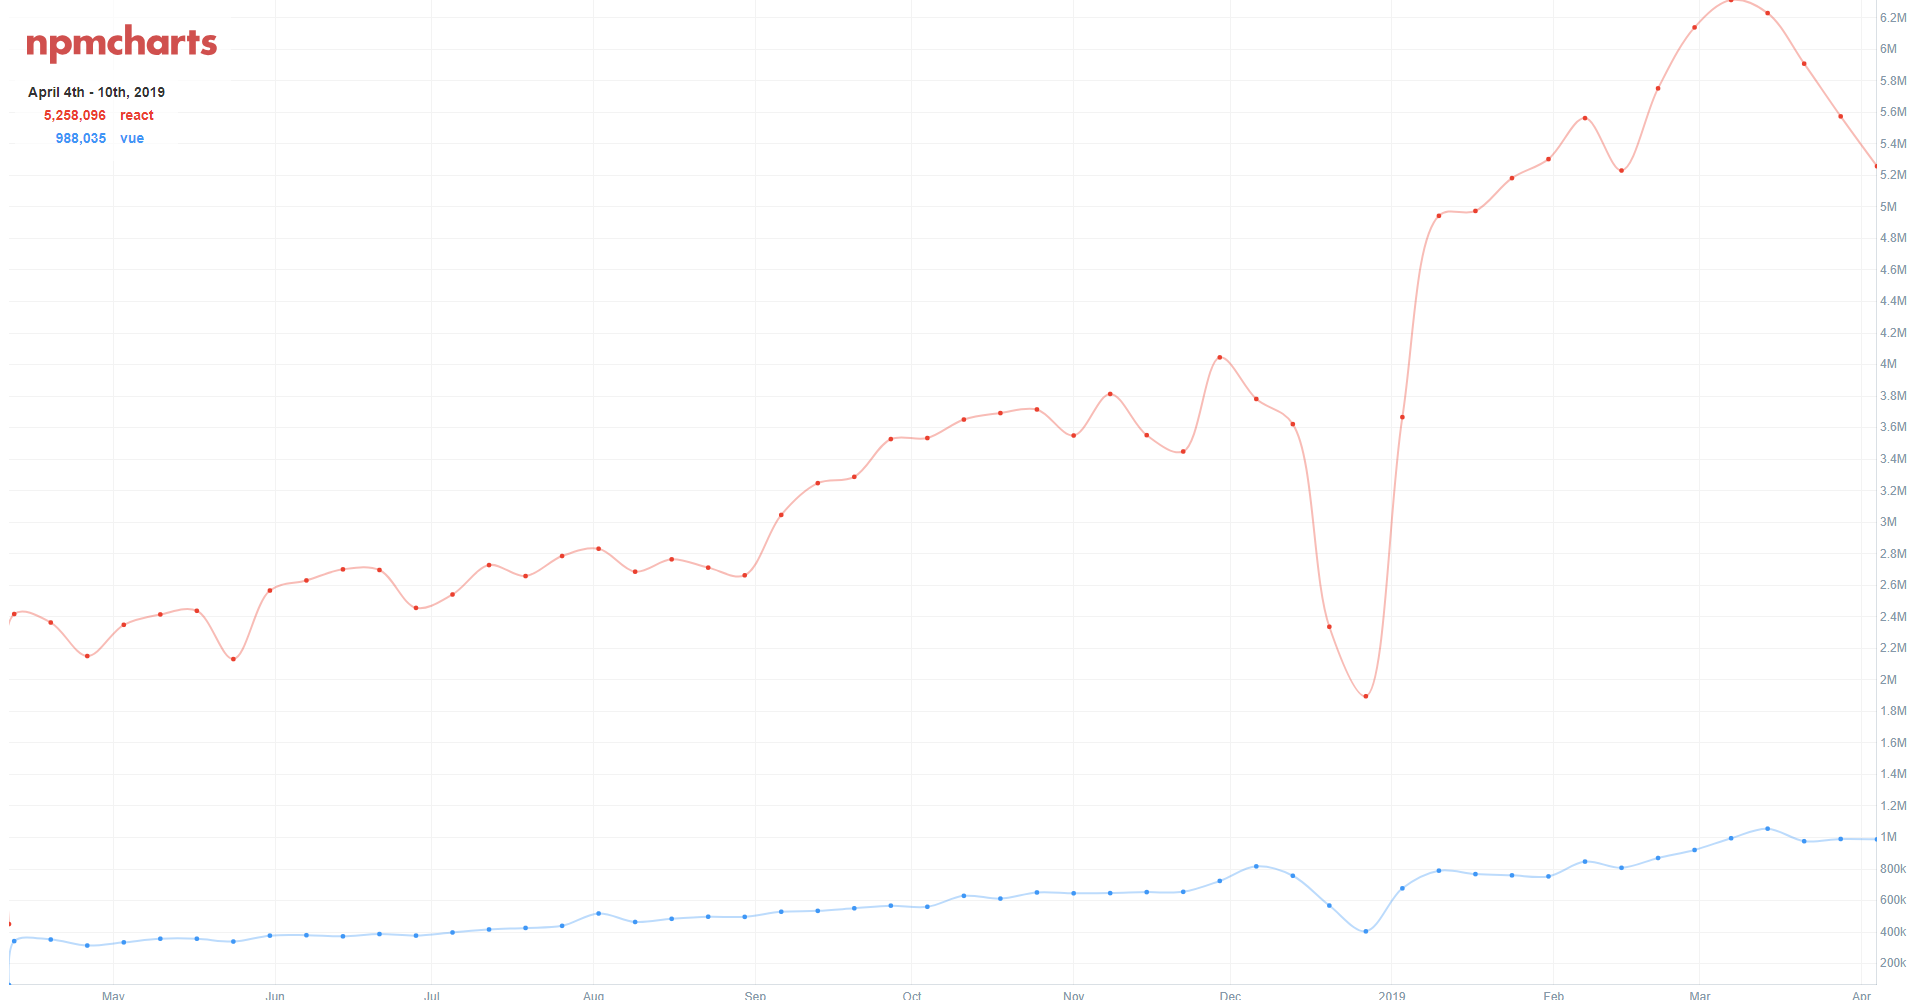 npmcharts
April 4th - 10th, 2019
5,258,096 react
988,035 vue
6.2M
6M
5.8M
5.6M
5.4M
5.2M
5M
4.8M
4.6M
4.4M
4.2M
4M
3.8M
3.6M
3.4M
3.2M
3M
2.8M
2.6M
2.4M
2.2M
2M
1.8M
1.6M
1.4M
1.2M
1M
800k
600k
400k
200k
May Jun Jul Aug Sep Oct Nov Dec 2019 Feb Mar Apr